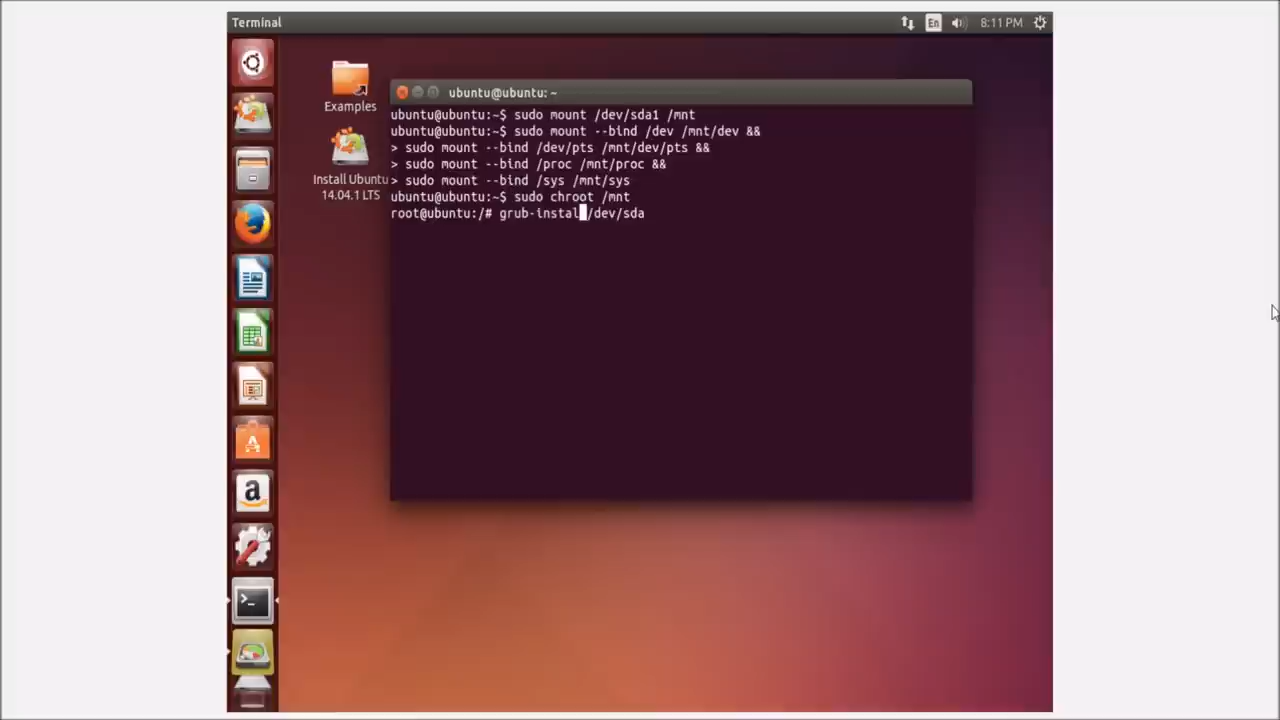 Terminal
En
8:11 PM
Examples
Install Ubuntu
14.04.1 LTS
ubuntu@ubuntu: ~
ubuntu@ubuntu:~$ sudo mount /dev/sda1 /mnt
ubuntu@ubuntu:~$ sudo mount --bind /dev /mnt/dev &&
> sudo mount --bind /dev/pts /mnt/dev/pts &&
> sudo mount --bind /proc /mnt/proc &&
> sudo mount --bind /sys /mnt/sys
ubuntu@ubuntu:~$ sudo chroot /mnt
root@ubuntu:/# grub-instal /dev/sda